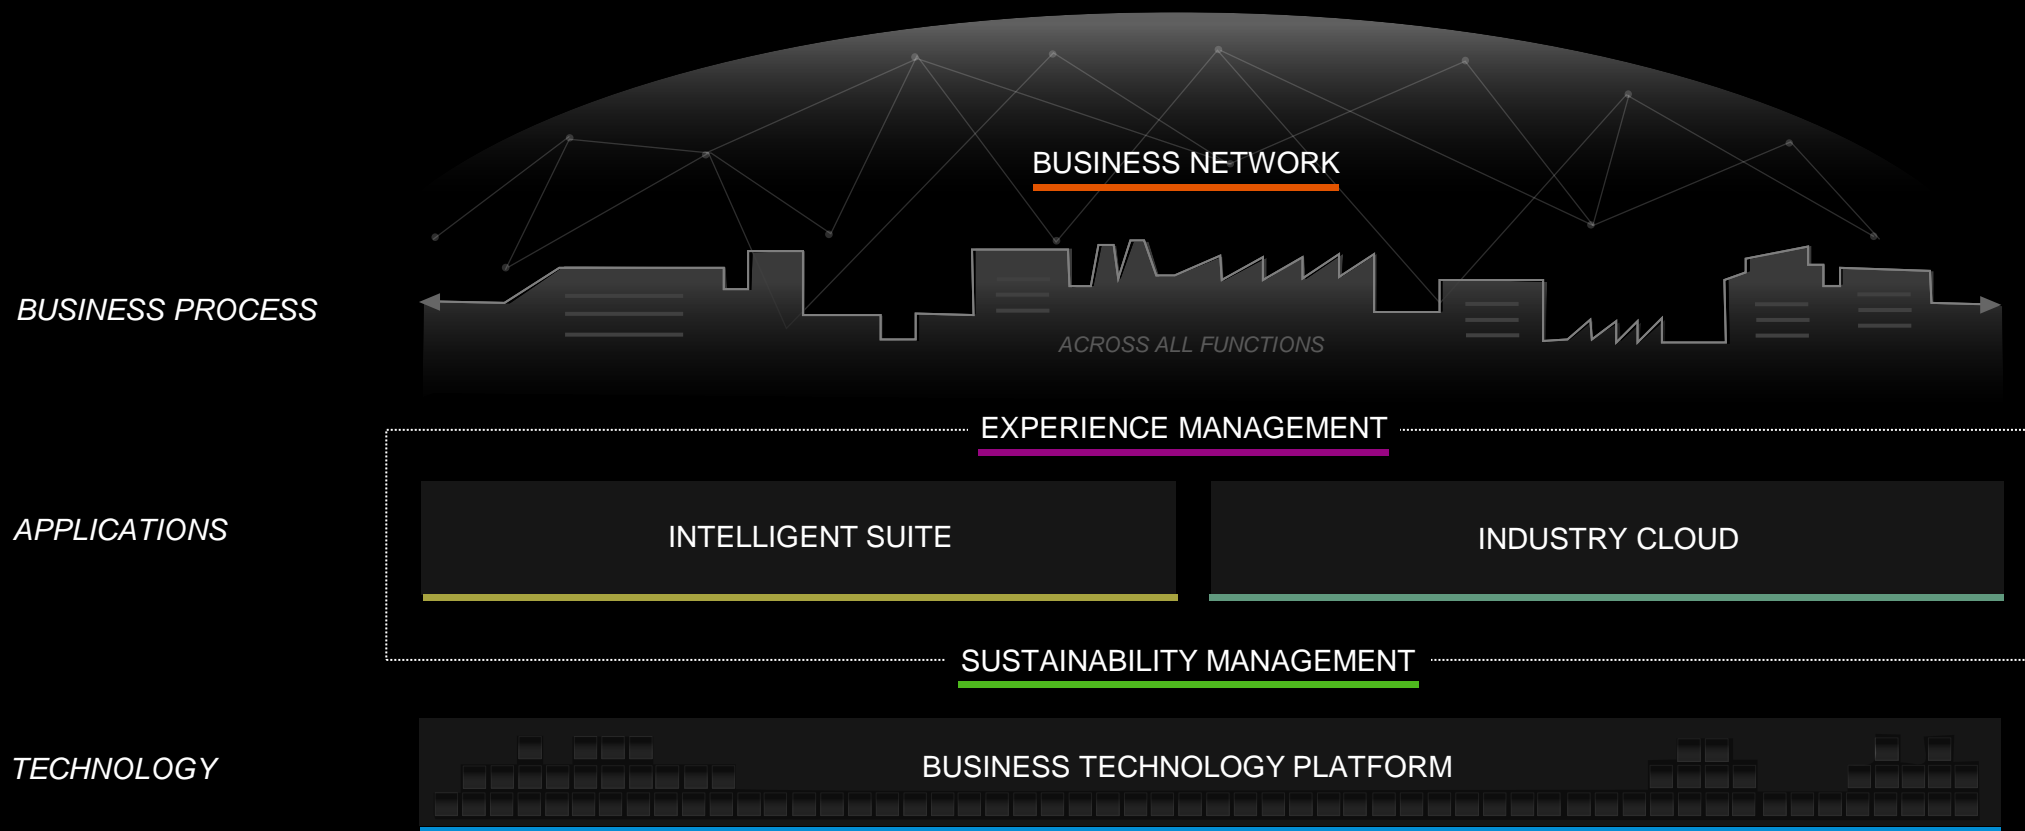 BUSINESS NETWORK
BUSINESS PROCESS
ACROSS ALL FUNCTIONS
EXPERIENCE MANAGEMENT
APPLICATIONS
INTELLIGENT SUITE
INDUSTRY CLOUD
SUSTAINABILITY MANAGEMENT
TECHNOLOGY
BUSINESS TECHNOLOGY PLATFORM